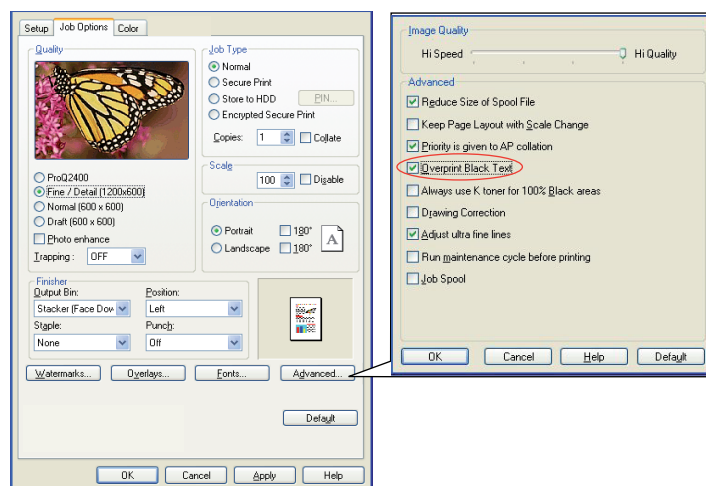 Setup Job Options Color
Quality
ProQ2400
Fine / Detail (1200x600)
Normal (600 x 600)
Draft (600 x 600)
Photo enhance
Trapping : OFF
Job Type
Normal
Secure Print
Store to HDD PIN...
Encrypted Secure Print
Copies: 1 Collate
Scale
100 Disable
Orientation
Portrait 180°
Landscape 180°
A
Finisher
Output Bin: Position:
Stacker (Face Dow Left
Staple: Punch:
None Off
Watermarks... Overlays... Fonts... Advanced...
Default
OK Cancel Apply Help
Image Quality
Hi Speed Hi Quality
Advanced
Reduce Size of Spool File
Keep Page Layout with Scale Change
Priority is given to AP collation
Overprint Black Text
Always use K toner for 100% Black areas
Drawing Correction
Adjust ultra fine lines
Run maintenance cycle before printing
Job Spool
OK Cancel Help Default